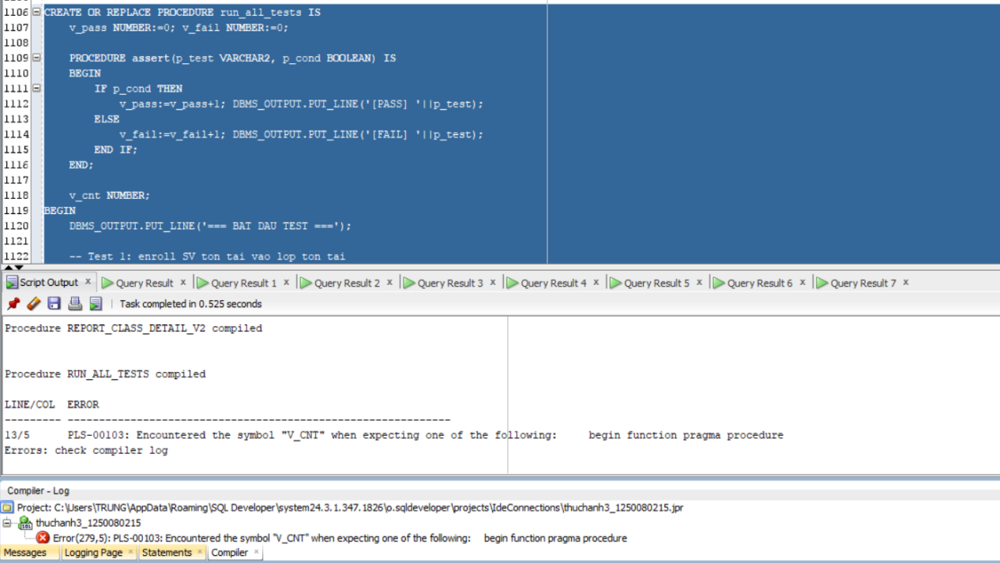 1106 CREATE OR REPLACE PROCEDURE run_all_tests IS
1107 v_pass NUMBER:=0; v_fail NUMBER:=0;
1108
1109 PROCEDURE assert(p_test VARCHAR2, p_cond BOOLEAN) IS
1110 BEGIN
1111 IF p_cond THEN
1112 v_pass:=v_pass+1; DBMS_OUTPUT.PUT_LINE('[PASS] '||p_test);
1113 ELSE
1114 v_fail:=v_fail+1; DBMS_OUTPUT.PUT_LINE('[FAIL] '||p_test);
1115 END IF;
1116 END;
1117
1118 v_cnt NUMBER;
1119 BEGIN
1120 DBMS_OUTPUT.PUT_LINE('=== BAT DAU TEST ===');
1121
1122 -- Test 1: enroll SV ton tai vao lop ton tai
Script Output x Query Result x Query Result 1 x Query Result 2 x Query Result 3 x Query Result 4 x Query Result 5 x Query Result 6 x Query Result 7 x
Task completed in 0.525 seconds
Procedure REPORT_CLASS_DETAIL_V2 compiled
Procedure RUN_ALL_TESTS compiled
LINE/COL ERROR
--------- -------------------------------------------------------------
13/5 PLS-00103: Encountered the symbol "V_CNT" when expecting one of the following: begin function pragma procedure
Errors: check compiler log
Compiler - Log
Project: C:\Users\TRUNG\AppData\Roaming\SQL Developer\system24.3.1.347.1826\o.sqldeveloper\projects\IdeConnections\thuchanh3_1250080215.jpr
thuchanh3_1250080215
Error(279,5): PLS-00103: Encountered the symbol "V_CNT" when expecting one of the following: begin function pragma procedure
Messages Logging Page x Statements x Compiler x